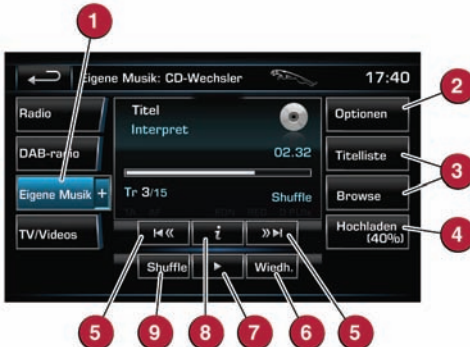 1
Eigene Musik: CD-Wechsler
17:40
Radio
DAB-radio
Eigene Musik +
TV/Videos
Titel
Interpret
02.32
Tr 3/15
Shuffle
Optionen
Titelliste
Browse
Hochladen
(40%)
2
3
4
i
Shuffle
Wiedh.
5
9
8
7
6
5